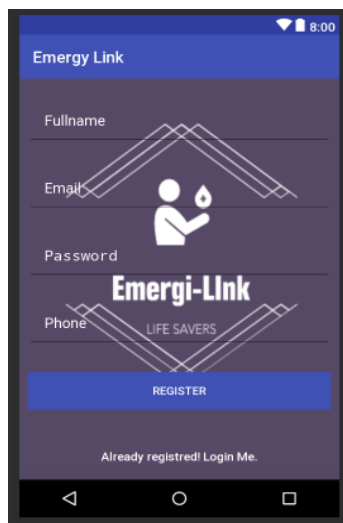 8:00
Emergy Link
Fullname
Email
Password
Emergi-LInk
Phone
LIFE SAVERS
REGISTER
Already registred! Login Me.